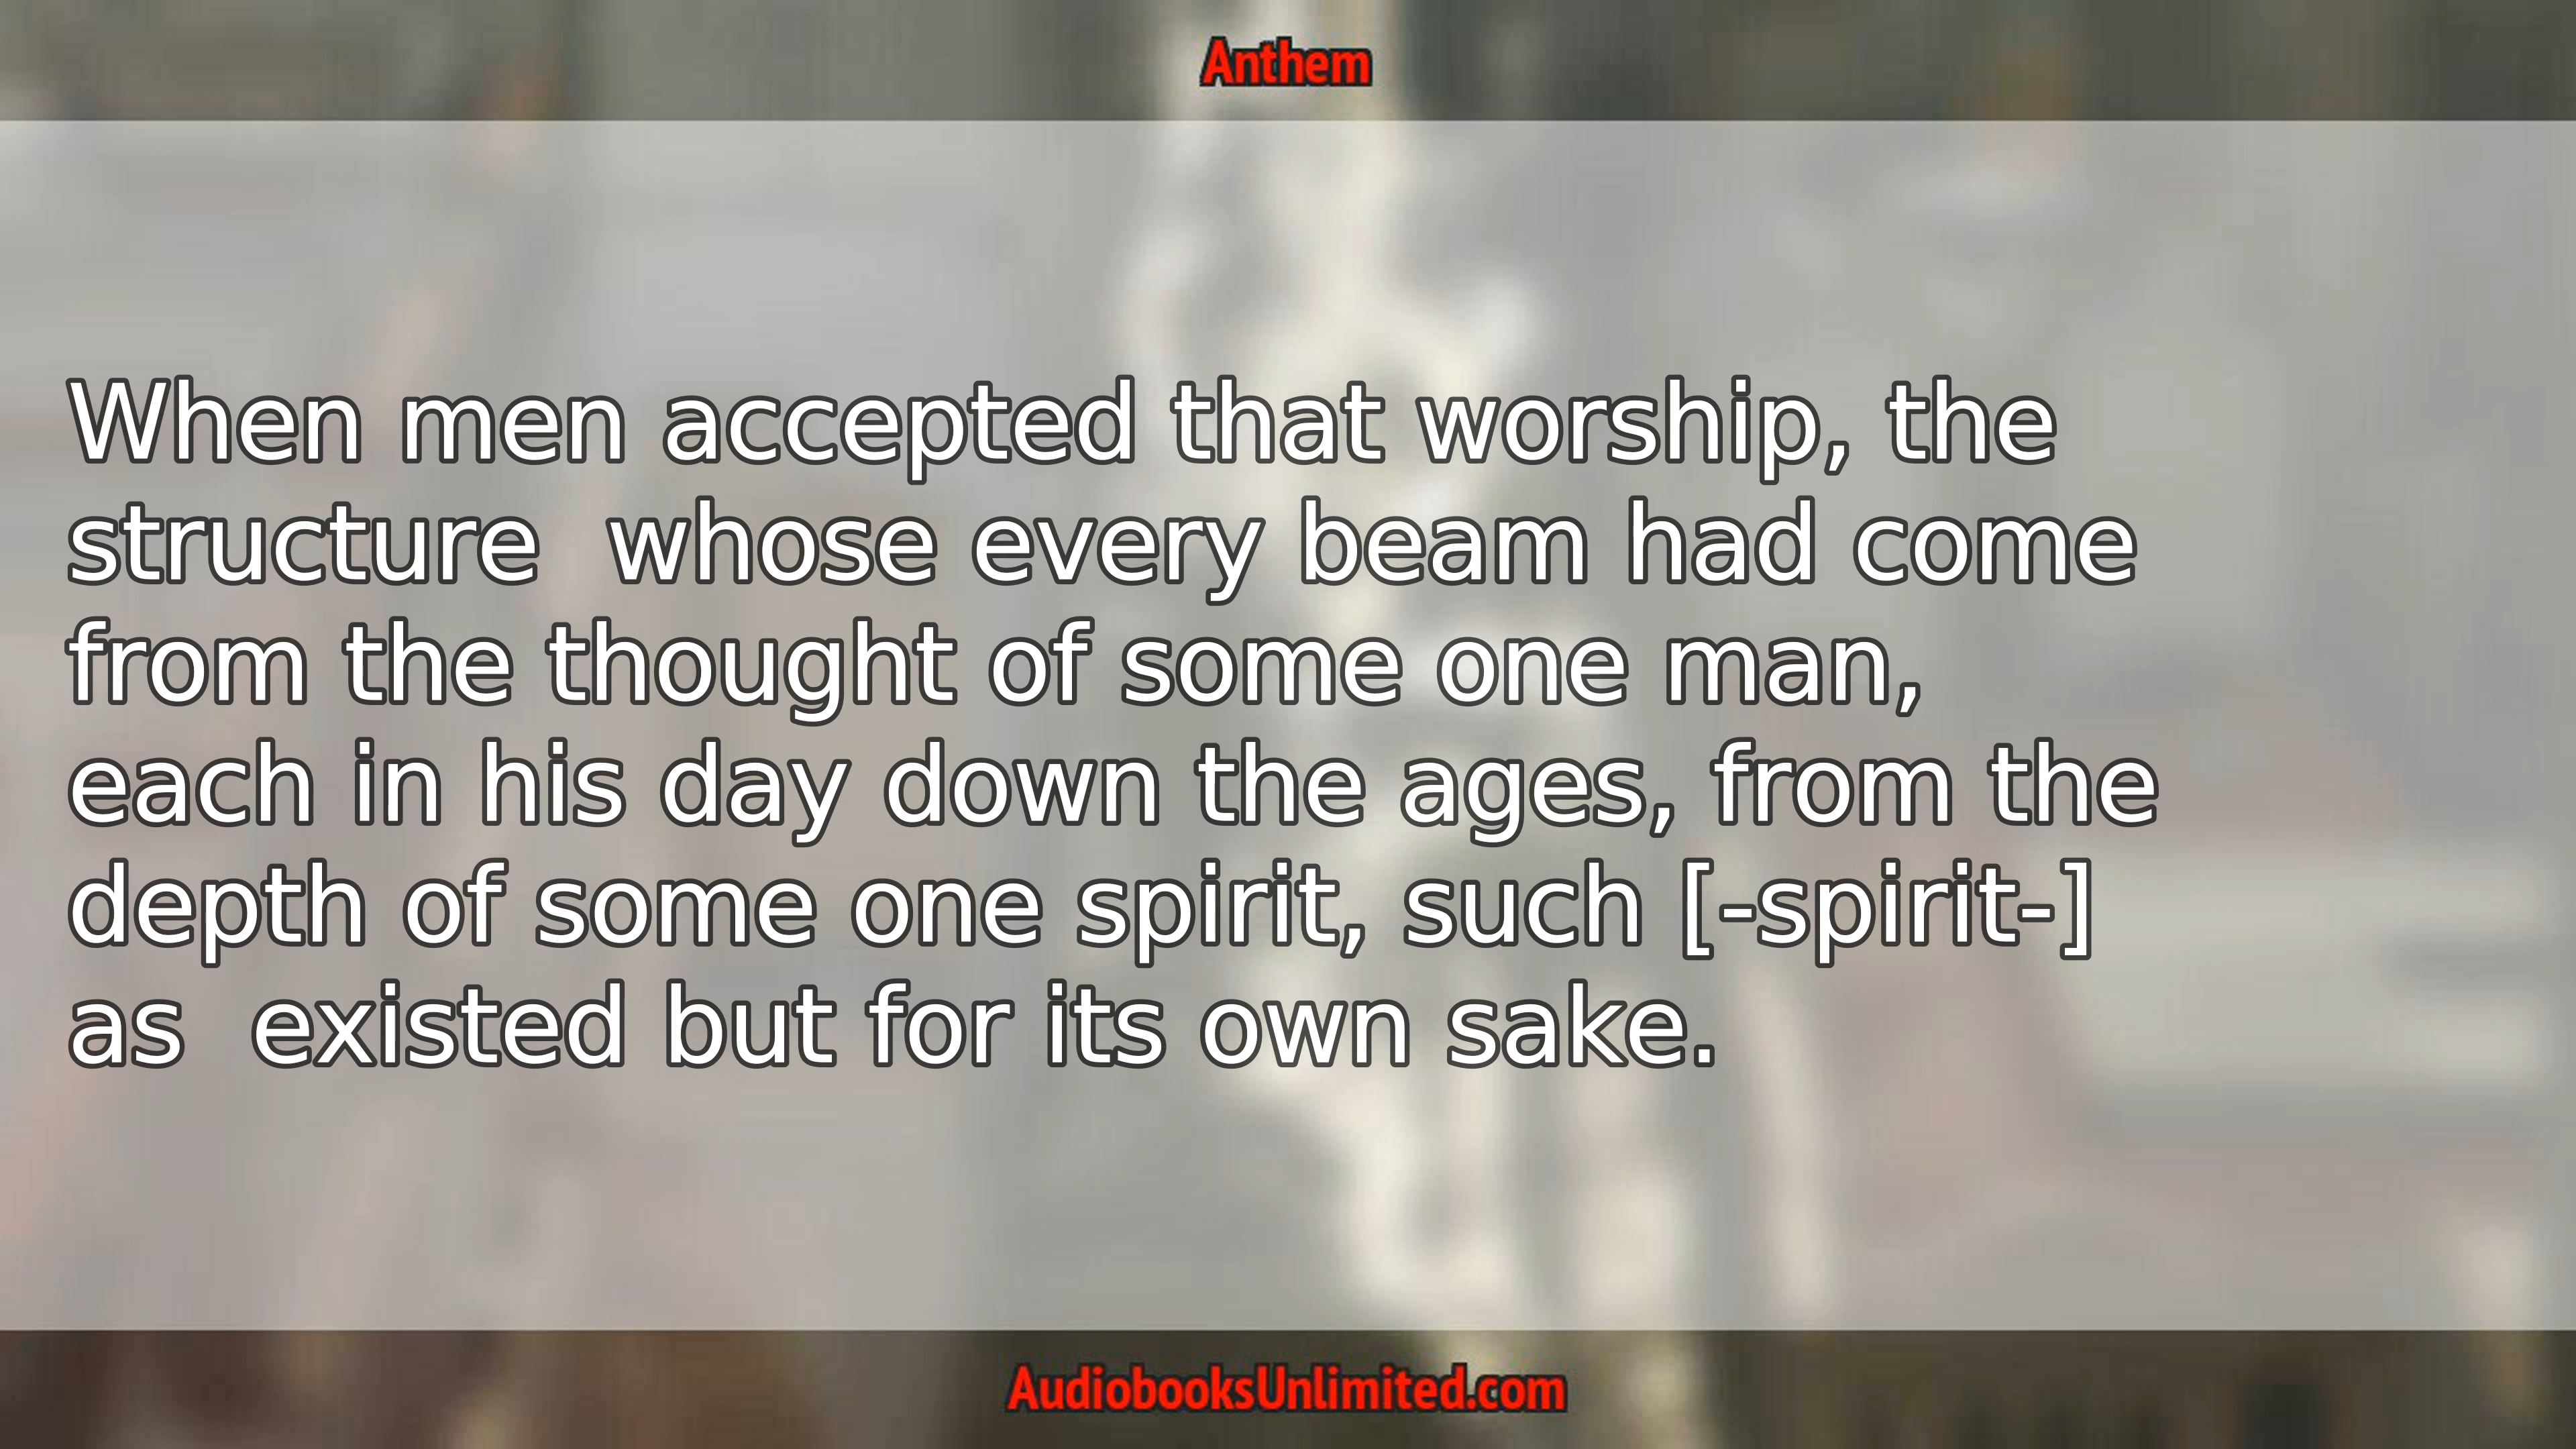 Anthem
When men accepted that worship, the
structure  whose every beam had come
from the thought of some one man,
each in his day down the ages, from the
depth of some one spirit, such [-spirit-]
as  existed but for its own sake.
AudiobooksUnlimited.com